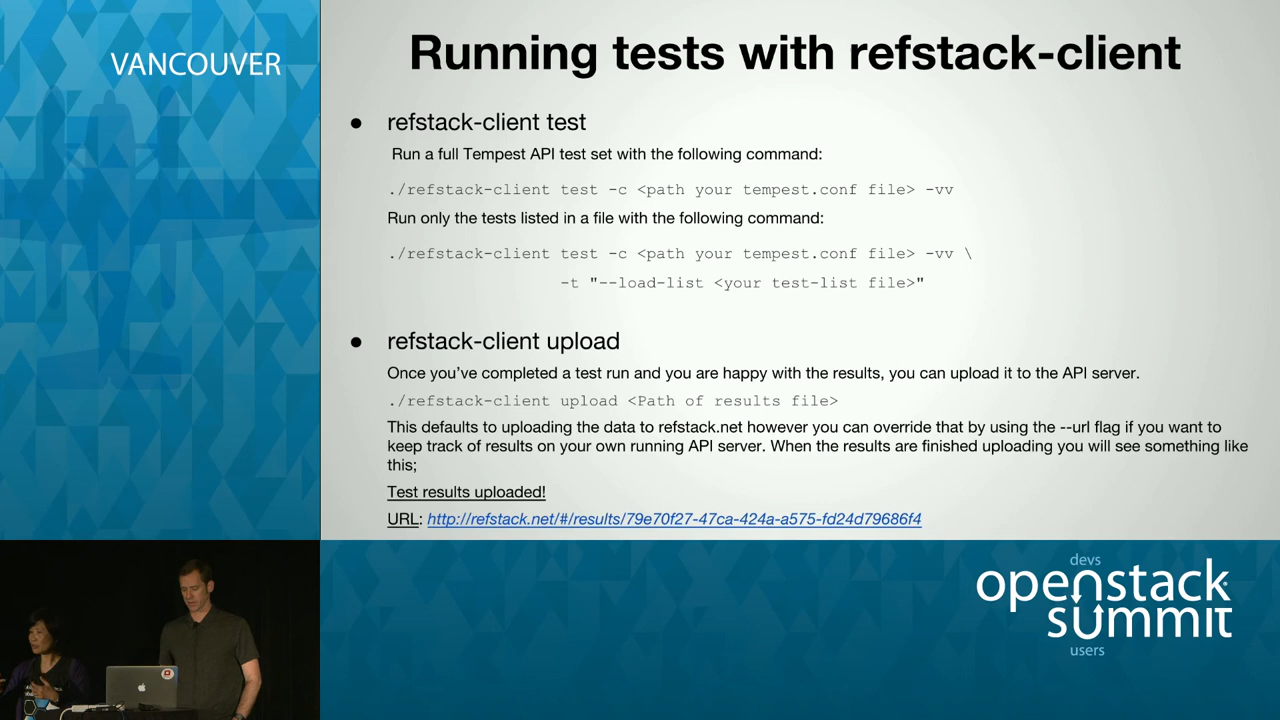 VANCOUVER
Running tests with refstack-client
● refstack-client test
Run a full Tempest API test set with the following command:
./refstack-client test -c <path your tempest.conf file> -vv
Run only the tests listed in a file with the following command:
./refstack-client test -c <path your tempest.conf file> -vv \
-t "--load-list <your test-list file>"
● refstack-client upload
Once you've completed a test run and you are happy with the results, you can upload it to the API server.
./refstack-client upload <Path of results file>
This defaults to uploading the data to refstack.net however you can override that by using the --url flag if you want to
keep track of results on your own running API server. When the results are finished uploading you will see something like
this;
Test results uploaded!
URL: http://refstack.net/#/results/79e70f27-47ca-424a-a575-fd24d79686f4
devs
openstack
summit
users